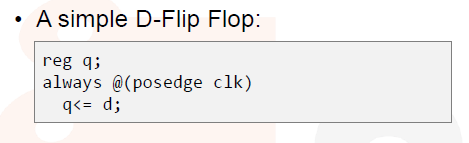 • A simple D-Flip Flop:
reg q;
always @(posedge clk)
q<= d;